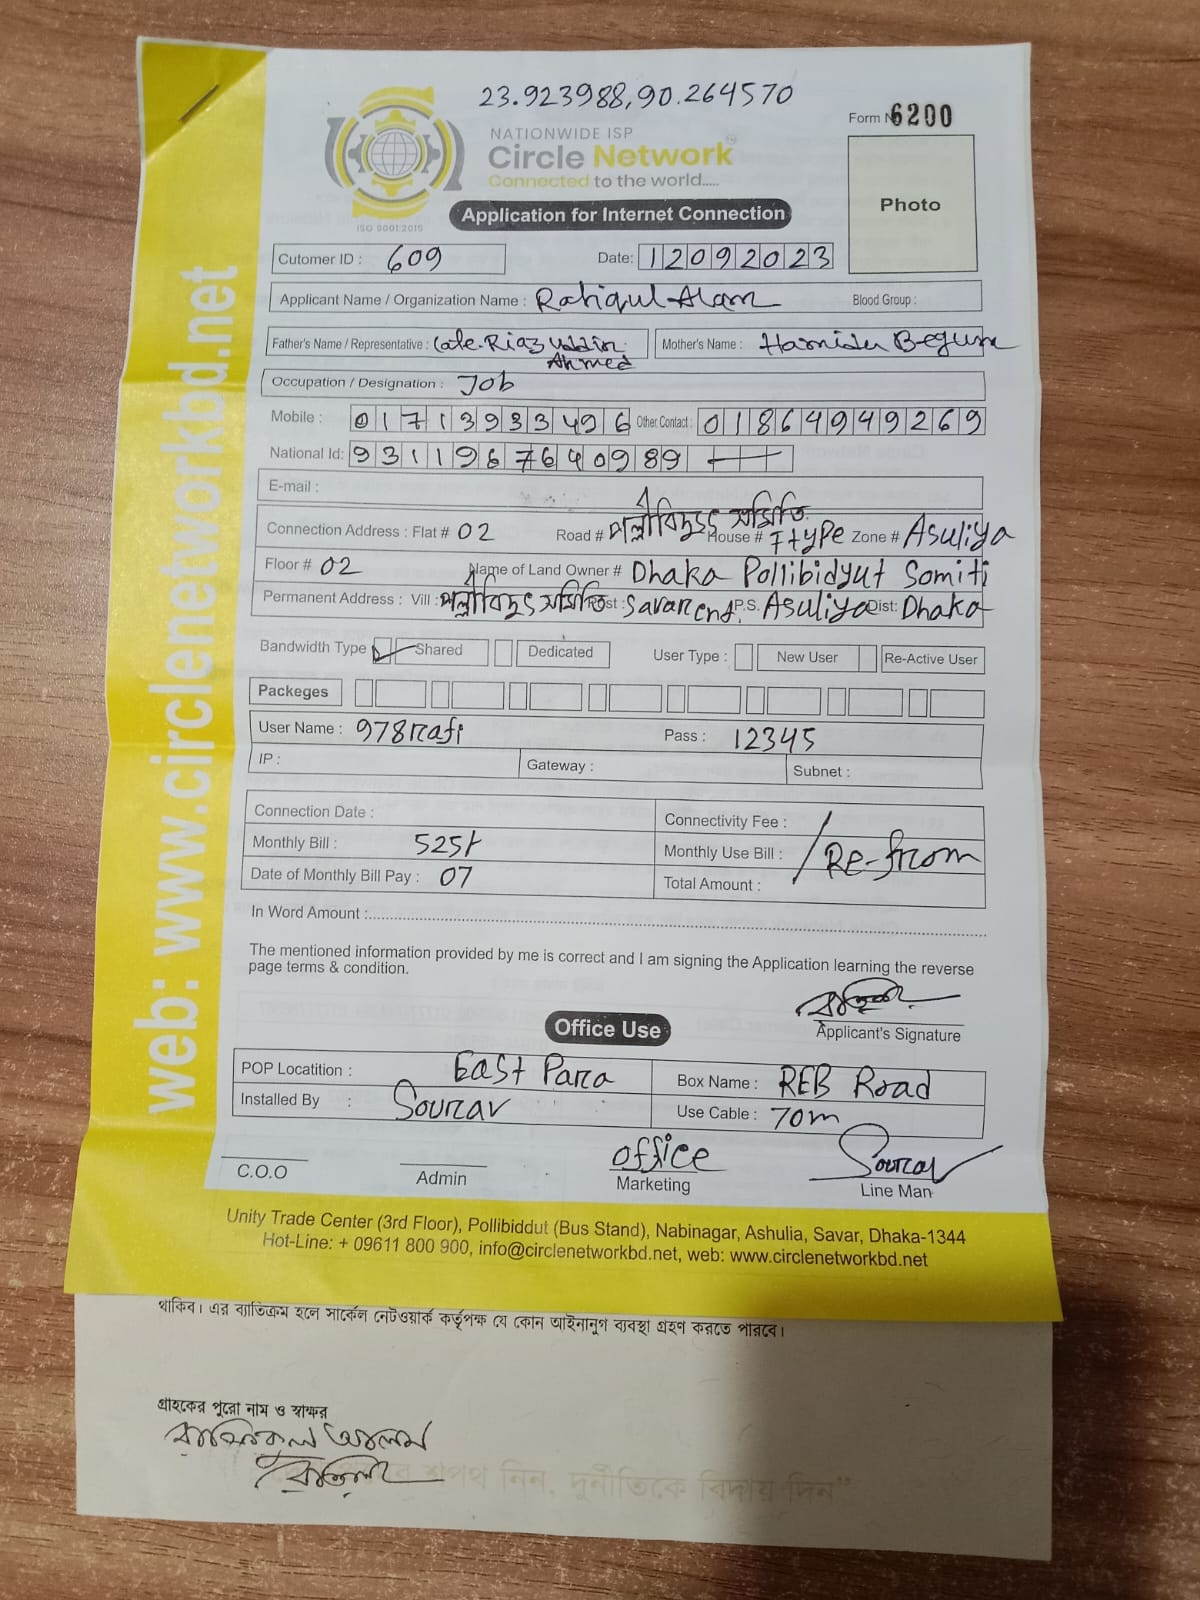 23.923988, 90.264570
Form № 6200
NATIONWIDE ISP
Circle Network
Connected to the world.....
ISO 9001:2015
Photo
Application for Internet Connection
Cutomer ID : 609 Date: 12092023
Applicant Name / Organization Name : Rafiqul Alam Blood Group :
Father's Name / Representative : Late. Riaz Uddin Ahmed Mother's Name : Hamida Begum
Occupation / Designation : Job
Mobile : 01713933496 Other Contact : 01864949269
National Id: 9311967640989
E-mail :
Connection Address : Flat # 02 Road # পল্লীবিদ্যুৎ সমিতি House # F type Zone # Asuliya
Floor # 02 Name of Land Owner # Dhaka Pollibidyut Somiti
Permanent Address : Vill : পল্লীবিদ্যুৎ সমিতি Post : Savar P.S. Asuliya Dist: Dhaka
Bandwidth Type Shared Dedicated User Type : New User Re-Active User
Packeges
User Name : 978rafi Pass : 12345
IP : Gateway : Subnet :
Connection Date : Connectivity Fee :
Monthly Bill : 525/- Monthly Use Bill : Re-from
Date of Monthly Bill Pay : 07 Total Amount :
In Word Amount :
The mentioned information provided by me is correct and I am signing the Application learning the reverse
page terms & condition.
Applicant's Signature
Office Use
POP Locatition : East Para Box Name : REB Road
Installed By : Sourav Use Cable : 70m
office Sourav
C.O.O Admin Marketing Line Man
Unity Trade Center (3rd Floor), Pollibiddut (Bus Stand), Nabinagar, Ashulia, Savar, Dhaka-1344
Hot-Line: + 09611 800 900, info@circlenetworkbd.net, web: www.circlenetworkbd.net
web: www.circlenetworkbd.net
থাকিব। এর ব্যাতিক্রম হলে সার্কেল নেটওয়ার্ক কর্তৃপক্ষ যে কোন আইনানুগ ব্যবস্থা গ্রহণ করতে পারবে।
গ্রাহকের পুরো নাম ও স্বাক্ষর
রাফিকুল আলম
শপথ নিন, দুর্নীতিকে বিদায় দিন"